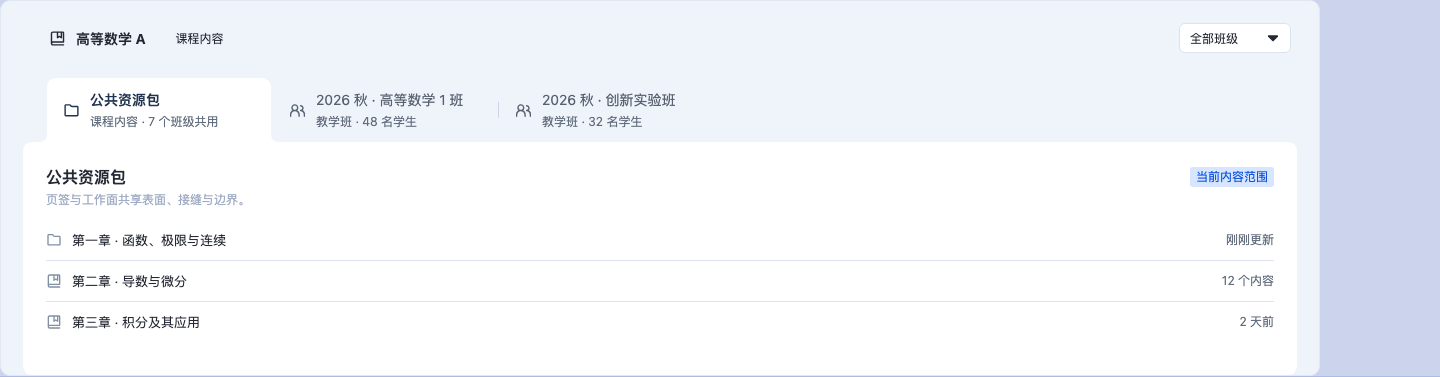 高等数学 A 课程内容 全部班级
公共资源包
课程内容 · 7 个班级共用
2026 秋 · 高等数学 1 班
教学班 · 48 名学生
2026 秋 · 创新实验班
教学班 · 32 名学生
公共资源包 当前内容范围
页签与工作面共享表面、接缝与边界。
第一章 · 函数、极限与连续 刚刚更新
第二章 · 导数与微分 12 个内容
第三章 · 积分及其应用 2 天前